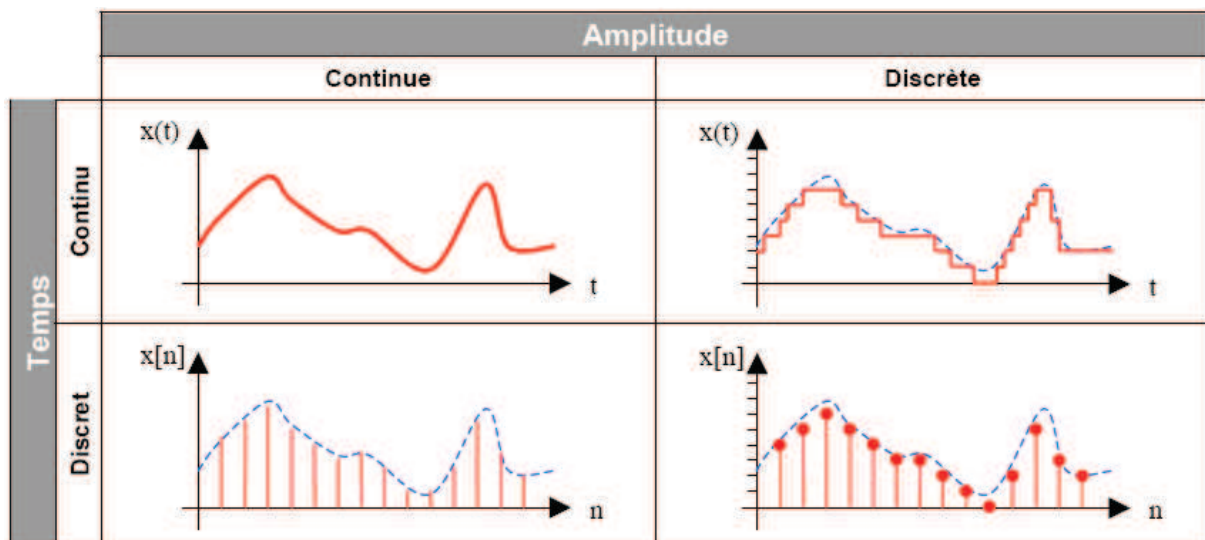 Amplitude
Continue
Discrète
Temps
Continu
x(t)
t
x(t)
t
Discret
x[n]
n
x[n]
n